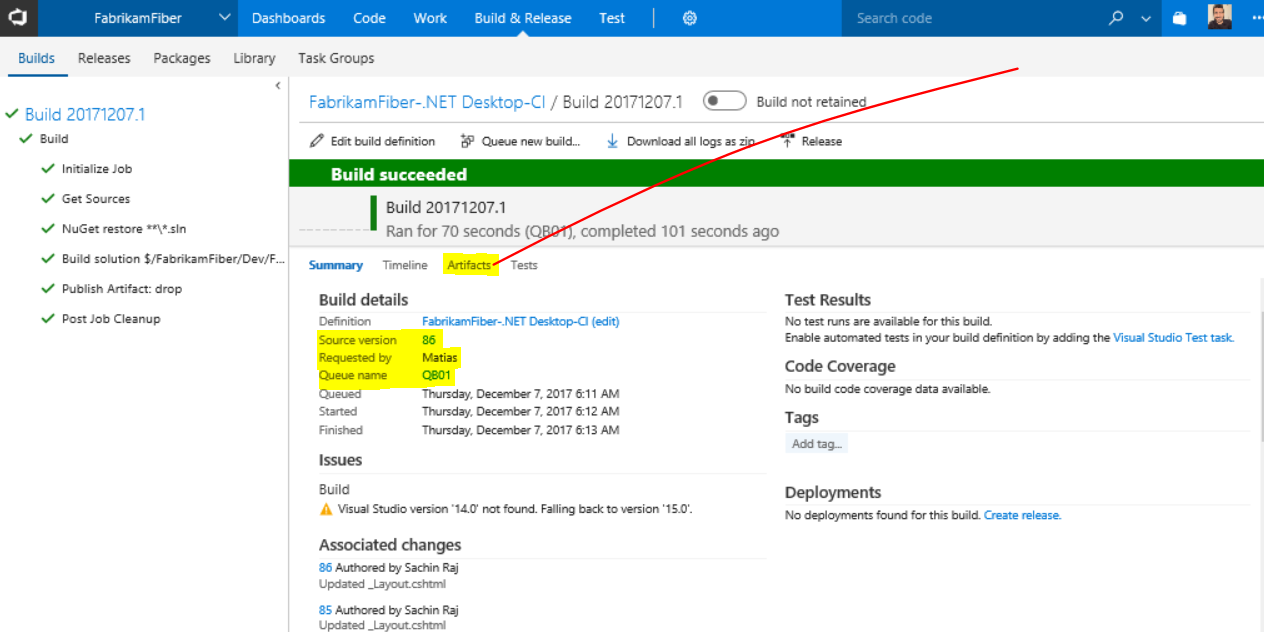 FabrikamFiber Dashboards Code Work Build & Release Test Search code
Builds Releases Packages Library Task Groups
Build 20171207.1
Build
Initialize Job
Get Sources
NuGet restore **\*.sln
Build solution $/FabrikamFiber/Dev/F...
Publish Artifact: drop
Post Job Cleanup
FabrikamFiber-.NET Desktop-CI / Build 20171207.1 Build not retained
Edit build definition Queue new build... Download all logs as zip Release
Build succeeded
Build 20171207.1
Ran for 70 seconds (QB01), completed 101 seconds ago
Summary Timeline Artifacts Tests
Build details
Definition FabrikamFiber-.NET Desktop-CI (edit)
Source version 86
Requested by Matias
Queue name QB01
Queued Thursday, December 7, 2017 6:11 AM
Started Thursday, December 7, 2017 6:12 AM
Finished Thursday, December 7, 2017 6:13 AM
Issues
Build
Visual Studio version '14.0' not found. Falling back to version '15.0'.
Associated changes
86 Authored by Sachin Raj
Updated _Layout.cshtml
85 Authored by Sachin Raj
Updated _Layout.cshtml
Test Results
No test runs are available for this build.
Enable automated tests in your build definition by adding the Visual Studio Test task.
Code Coverage
No build code coverage data available.
Tags
Add tag...
Deployments
No deployments found for this build. Create release.